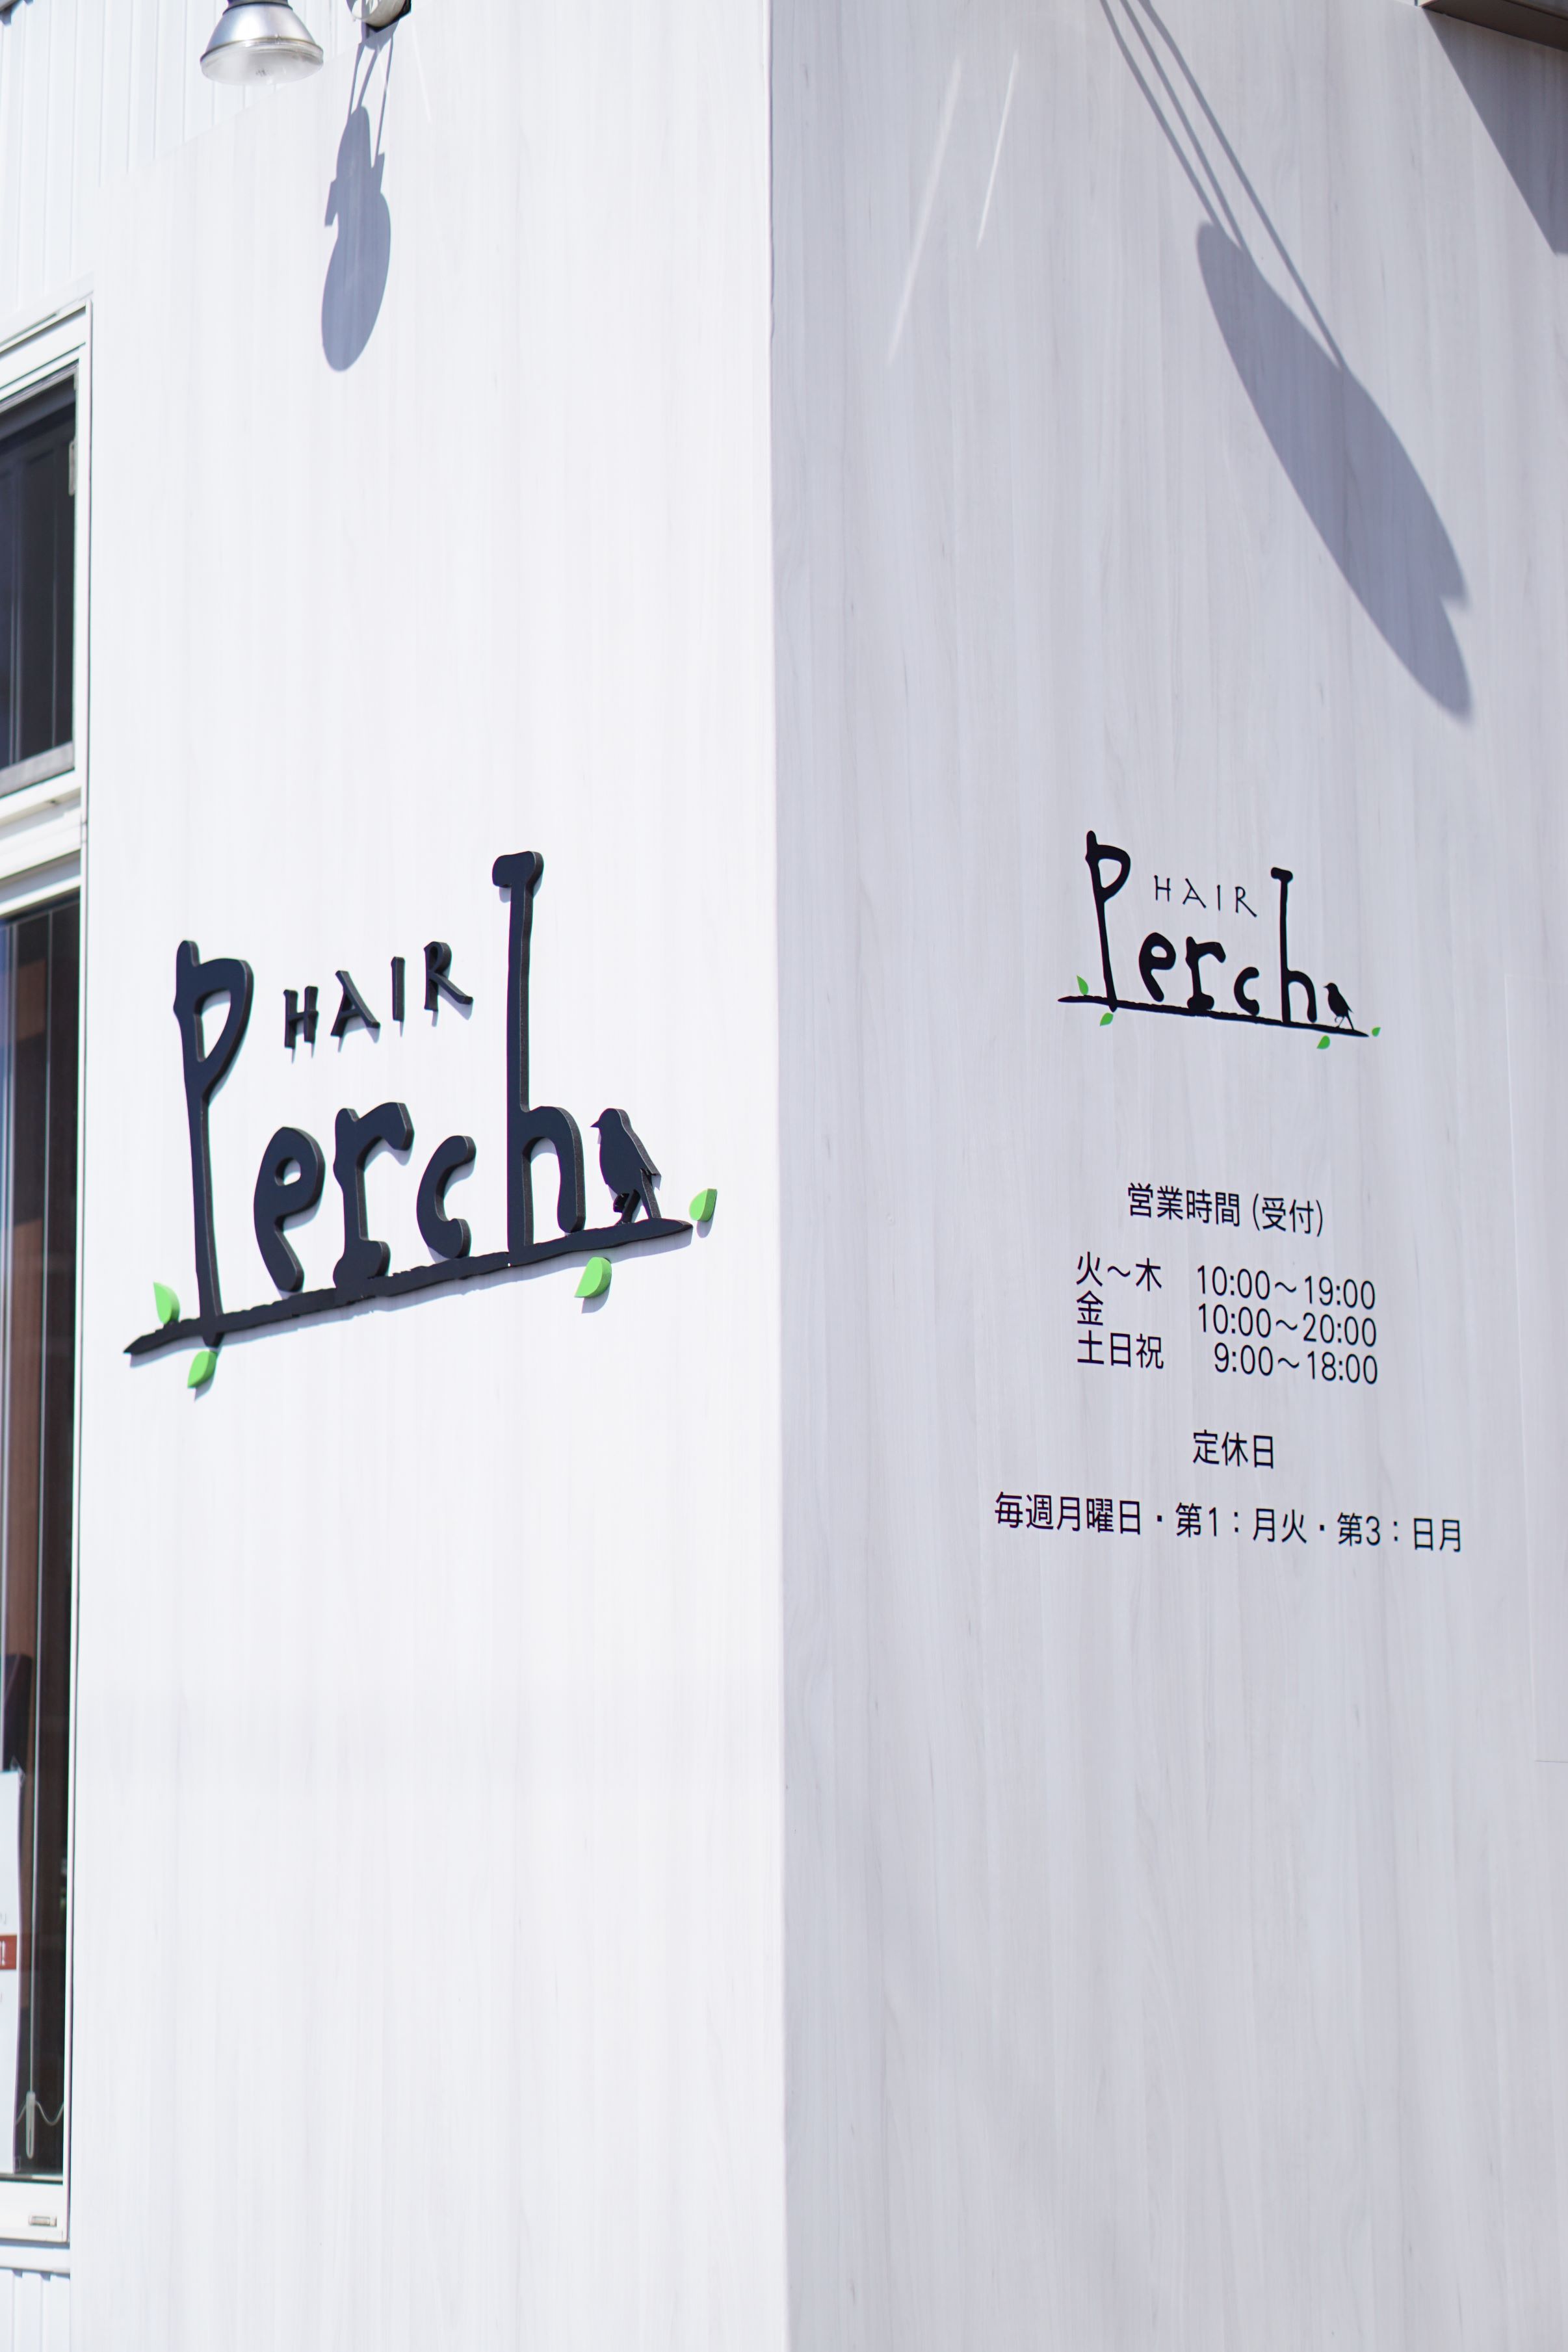 HAIR
Perch
HAIR
Perch
営業時間 (受付)
火～木 10:00～19:00
金 10:00～20:00
土日祝 9:00～18:00
定休日
毎週月曜日・第1：月火・第3：日月